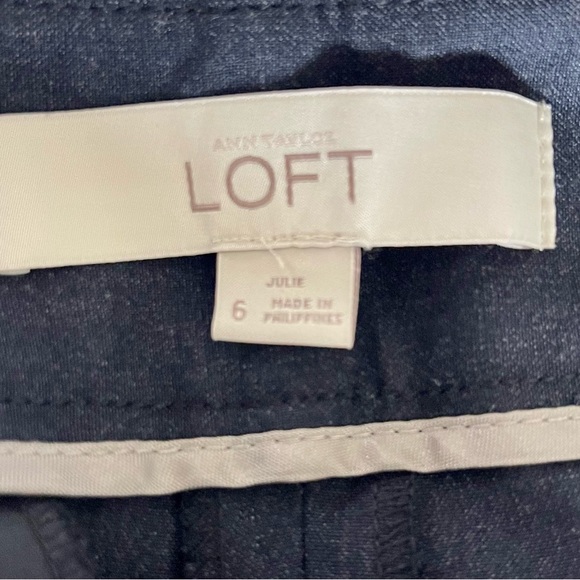 ANN TAYLOR
LOFT
JULIE
6 MADE IN
PHILIPPINES